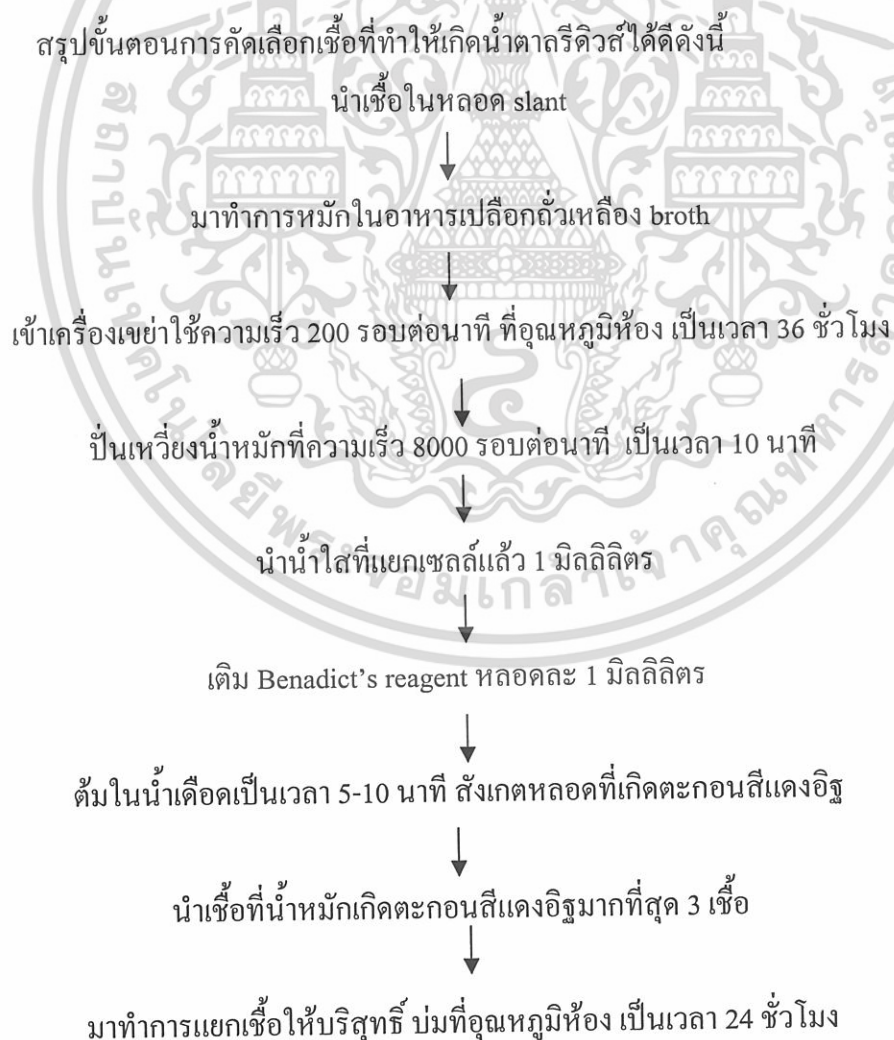 สรุปขั้นตอนการคัดเลือกเชื้อที่ทำให้เกิดน้ำตาลรีดิวส์ได้ดีดังนี้
นำเชื้อในหลอด slant
มาทำการหมักในอาหารเปลือกถั่วเหลือง broth
เข้าเครื่องเขย่าใช้ความเร็ว 200 รอบต่อนาที ที่อุณหภูมิห้อง เป็นเวลา 36 ชั่วโมง
ปั่นเหวี่ยงน้ำหมักที่ความเร็ว 8000 รอบต่อนาที เป็นเวลา 10 นาที
นำน้ำใสที่แยกเซลล์แล้ว 1 มิลลิลิตร
เติม Benadict's reagent หลอดละ 1 มิลลิลิตร
ต้มในน้ำเดือดเป็นเวลา 5-10 นาที สังเกตหลอดที่เกิดตะกอนสีแดงอิฐ
นำเชื้อที่น้ำหมักเกิดตะกอนสีแดงอิฐมากที่สุด 3 เชื้อ
มาทำการแยกเชื้อให้บริสุทธิ์ บ่มที่อุณหภูมิห้อง เป็นเวลา 24 ชั่วโมง